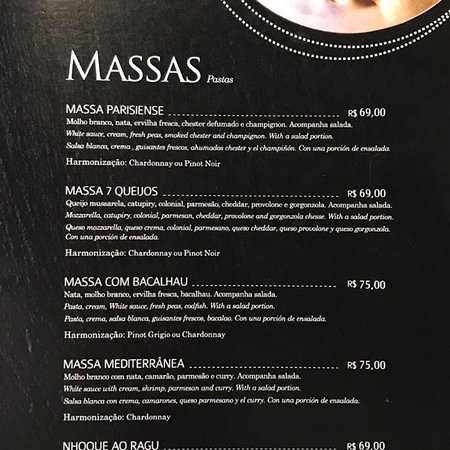 MASSAS Pastas
MASSA PARISIENSE R$ 69,00
Molho branco, nata, ervilha fresca, chester defumado e champignon. Acompanha salada.
White sauce, cream, fresh peas, smoked chester and champignon. With a salad portion.
Salsa blanca, crema , guisantes frescos, ahumados chester y el champiñón. Con una porción de ensalada.
Harmonização: Chardonnay ou Pinot Noir
MASSA 7 QUEIJOS R$ 69,00
Queijo mussarela, catupiry, colonial, parmesão, cheddar, provolone e gorgonzola. Acompanha salada.
Mozzarella, catupiry, colonial, parmesan, cheddar, provolone and gorgonzola chesse. With a salad portion.
Queso mozzarella, queso crema, colonial, parmesano, queso cheddar, queso provolone y queso gorgonzola.
Con una porción de ensalada.
Harmonização: Chardonnay ou Pinot Noir
MASSA COM BACALHAU R$ 75,00
Nata, molho branco, ervilha fresca, bacalhau. Acompanha salada.
Pasta, cream, White sauce, fresh peas, codfish. With a salad portion.
Pasta, crema, salsa blanca, guisantes frescos, bacalao. Con una porción de ensalada.
Harmonização: Pinot Grigio ou Chardonnay
MASSA MEDITERRÂNEA R$ 75,00
Molho branco com nata, camarão, parmesão e curry. Acompanha salada.
White sauce with cream, shrimp, parmesan and curry. With a salad portion.
Salsa blanca con crema, camarones, queso parmesano y el curry. Con una porción de ensalada.
Harmonização: Chardonnay
NHOQUE AO RAGU R$ 69,00